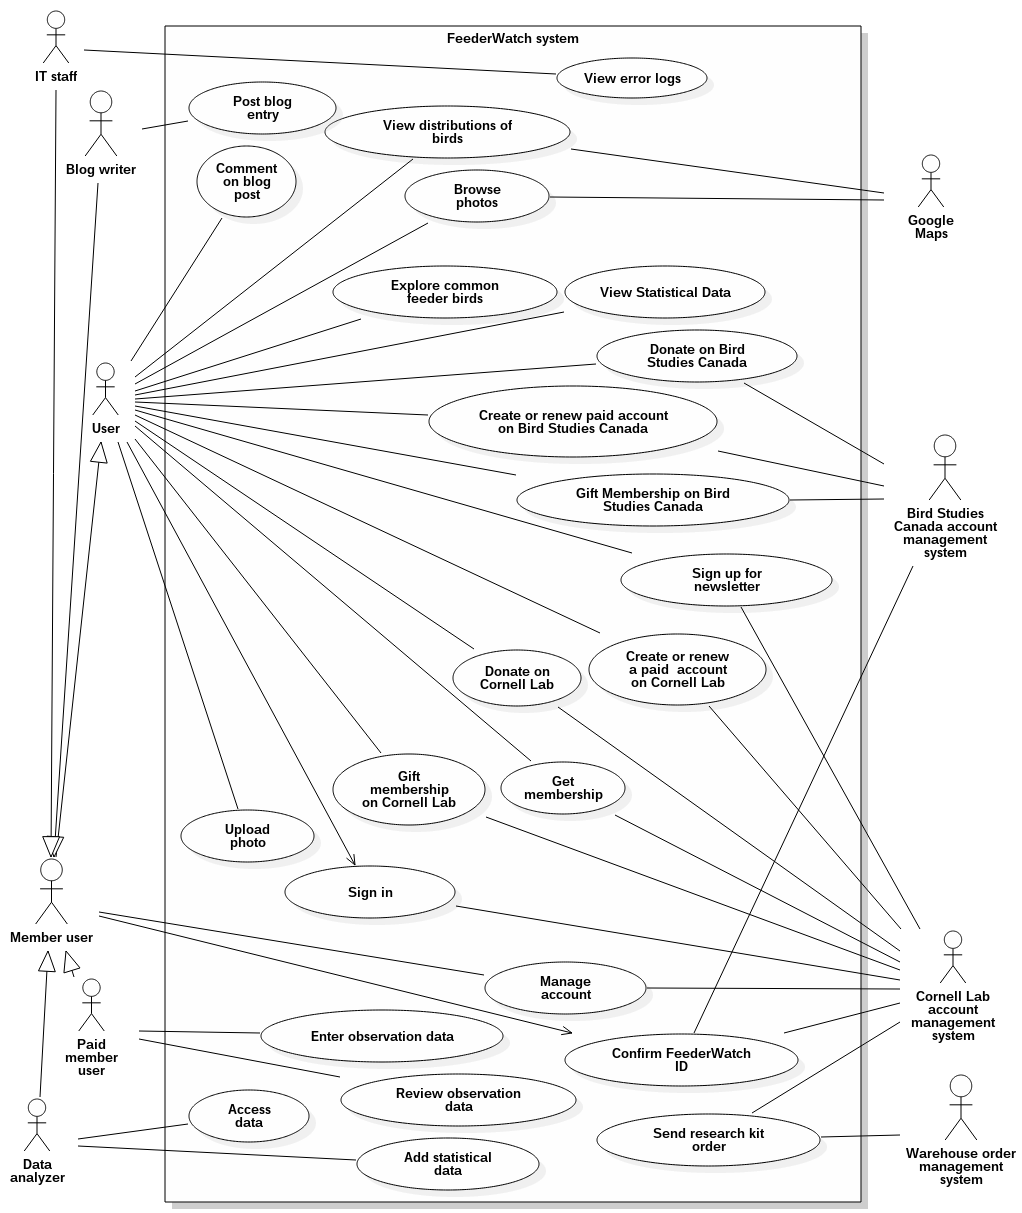 FeederWatch system
IT staff
View error logs
Post blog
entry
View distributions of
birds
Blog writer
Comment
on blog
post
Browse
photos
Google
Maps
Explore common
feeder birds
View Statistical Data
Donate on Bird
Studies Canada
User
Create or renew paid account
on Bird Studies Canada
Gift Membership on Bird
Studies Canada
Bird Studies
Canada account
management
system
Sign up for
newsletter
Donate on
Cornell Lab
Create or renew
a paid  account
on Cornell Lab
Gift
membership
on Cornell Lab
Get
membership
Upload
photo
Sign in
Member user
Manage
account
Cornell Lab
account
management
system
Paid
member
user
Enter observation data
Confirm FeederWatch
ID
Review observation
data
Access
data
Send research kit
order
Add statistical
data
Data
analyzer
Warehouse order
management
system